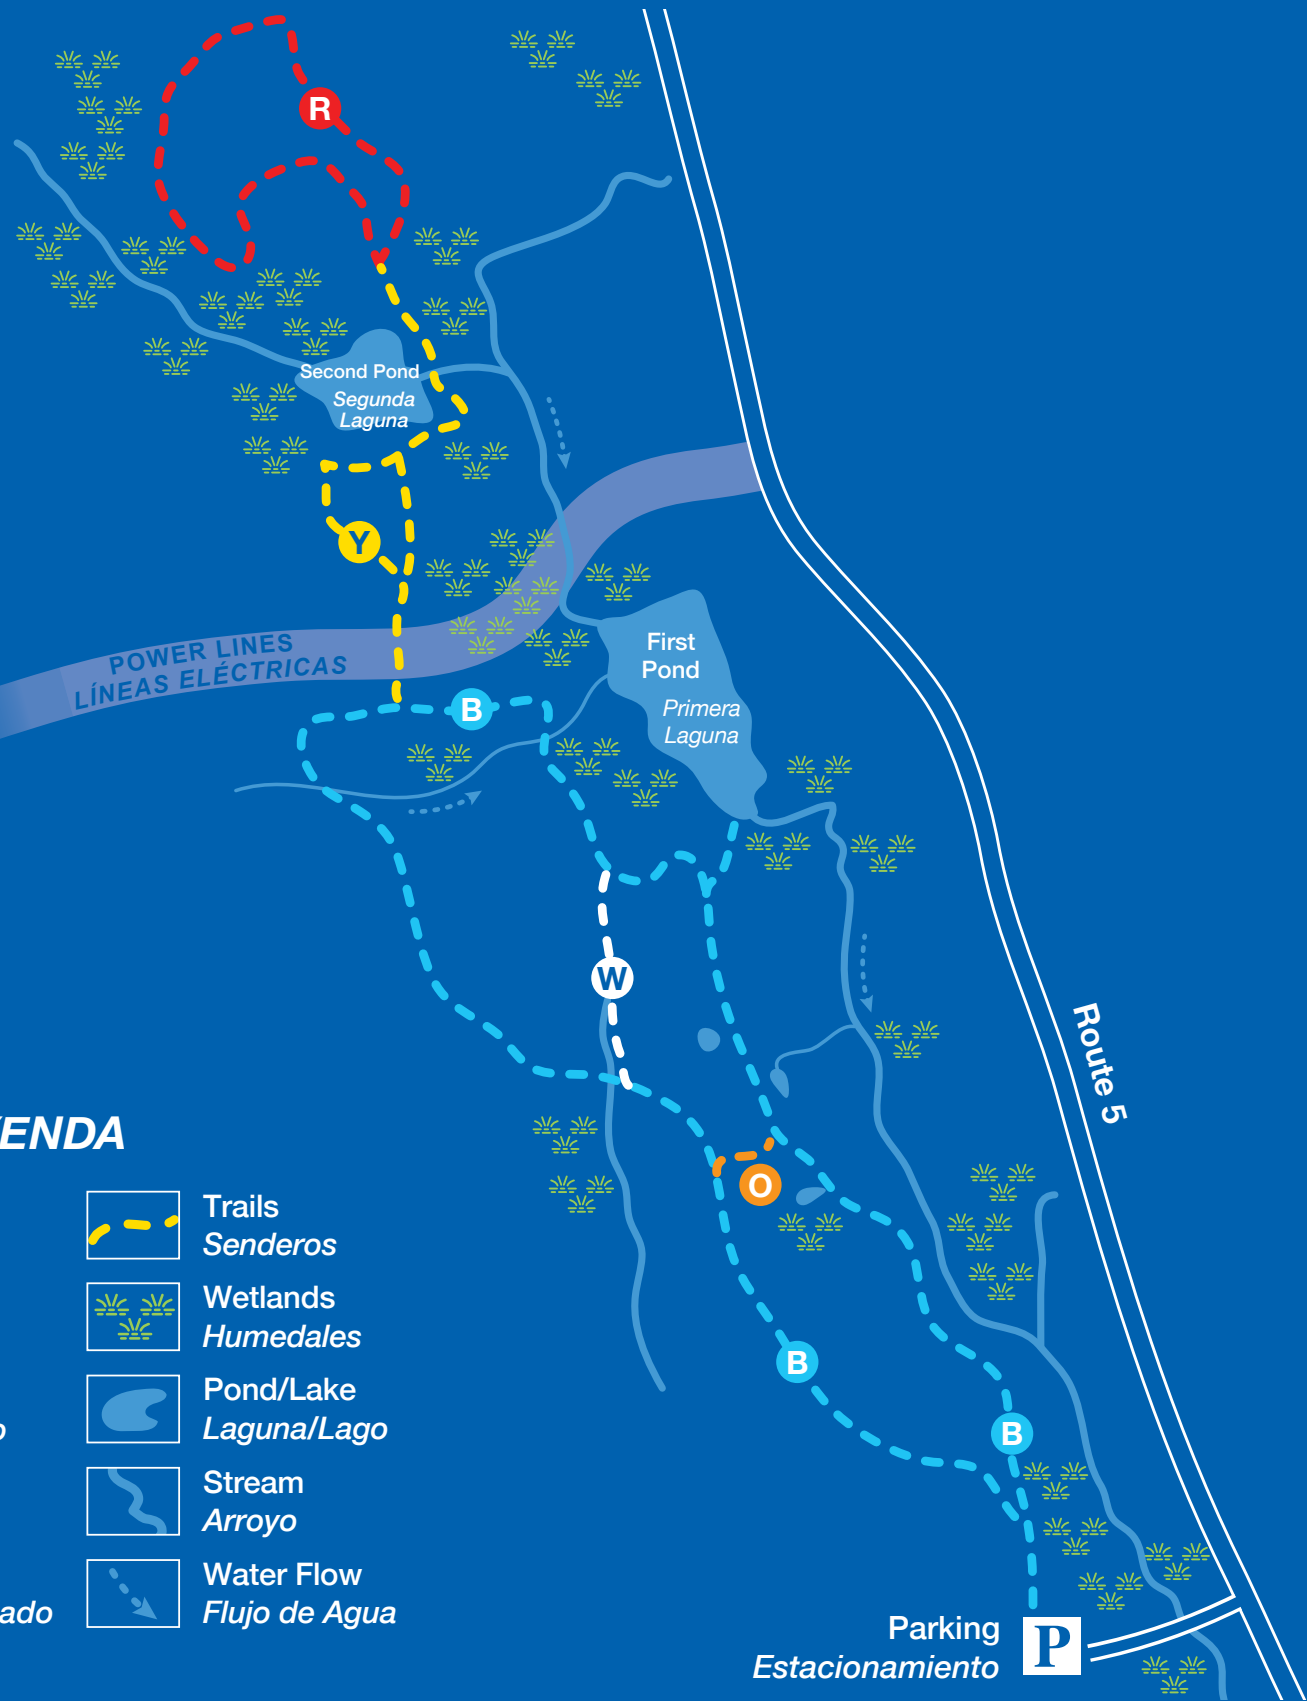 R
Second Pond
Segunda
Laguna
Y
POWER LINES
LÍNEAS ELÉCTRICAS
First
Pond
Primera
Laguna
B
W
Route 5
O
B
B
ENDA
Trails
Senderos
Wetlands
Humedales
Pond/Lake
Laguna/Lago
o
Stream
Arroyo
Water Flow
Flujo de Agua
ado
Parking
Estacionamiento
P